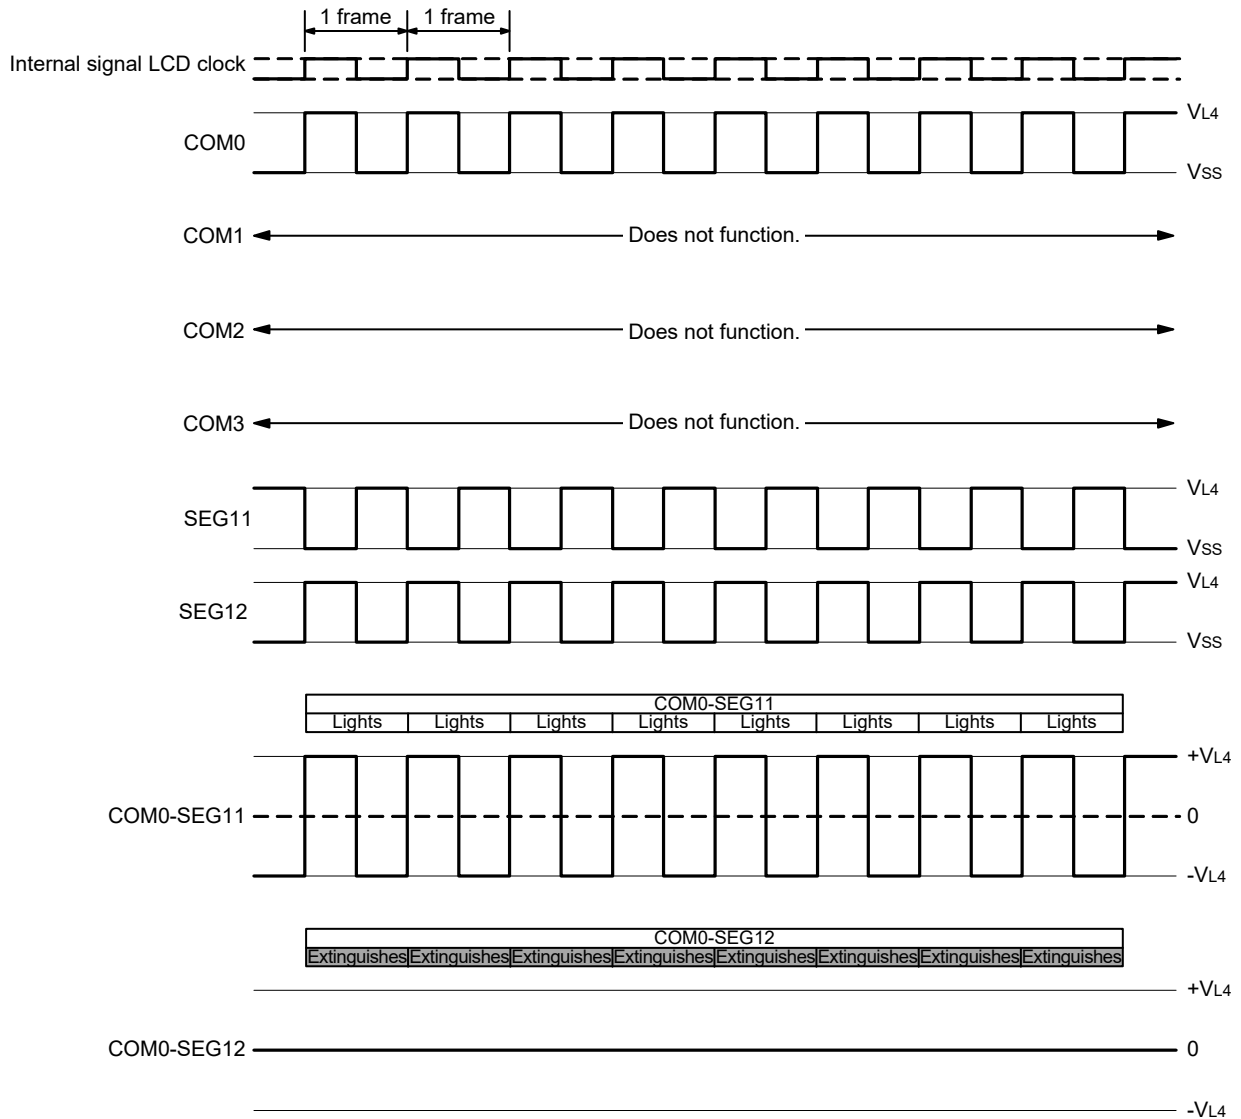 1 frame 1 frame
Internal signal LCD clock
VL4
COM0
VSS
COM1 Does not function.
COM2 Does not function.
COM3 Does not function.
VL4
SEG11
VSS
VL4
SEG12
VSS
COM0-SEG11
Lights Lights Lights Lights Lights Lights Lights Lights
+VL4
COM0-SEG11 0
-VL4
COM0-SEG12
Extinguishes Extinguishes Extinguishes Extinguishes Extinguishes Extinguishes Extinguishes Extinguishes
+VL4
COM0-SEG12 0
-VL4